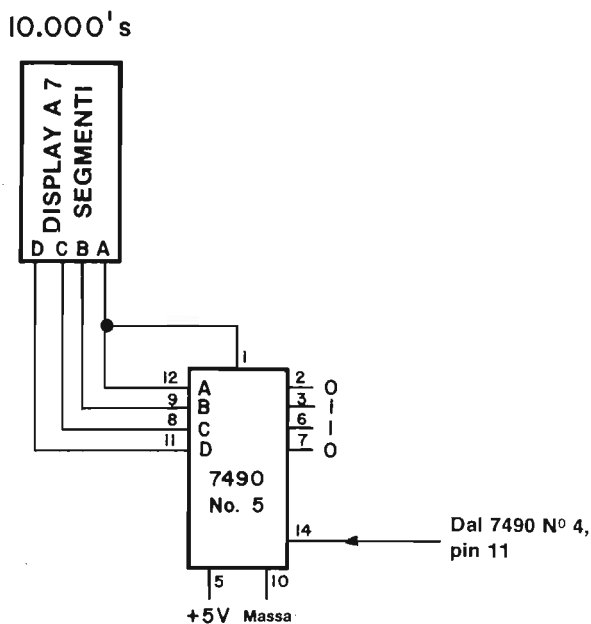 10.000's
DISPLAY A 7
SEGMENTI
D C B A
1
12 A 2 0
9 B 3 1
8 C 6 1
11 D 7 0
7490
No. 5
14
Dal 7490 Nº 4,
pin 11
5 10
+5V Massa